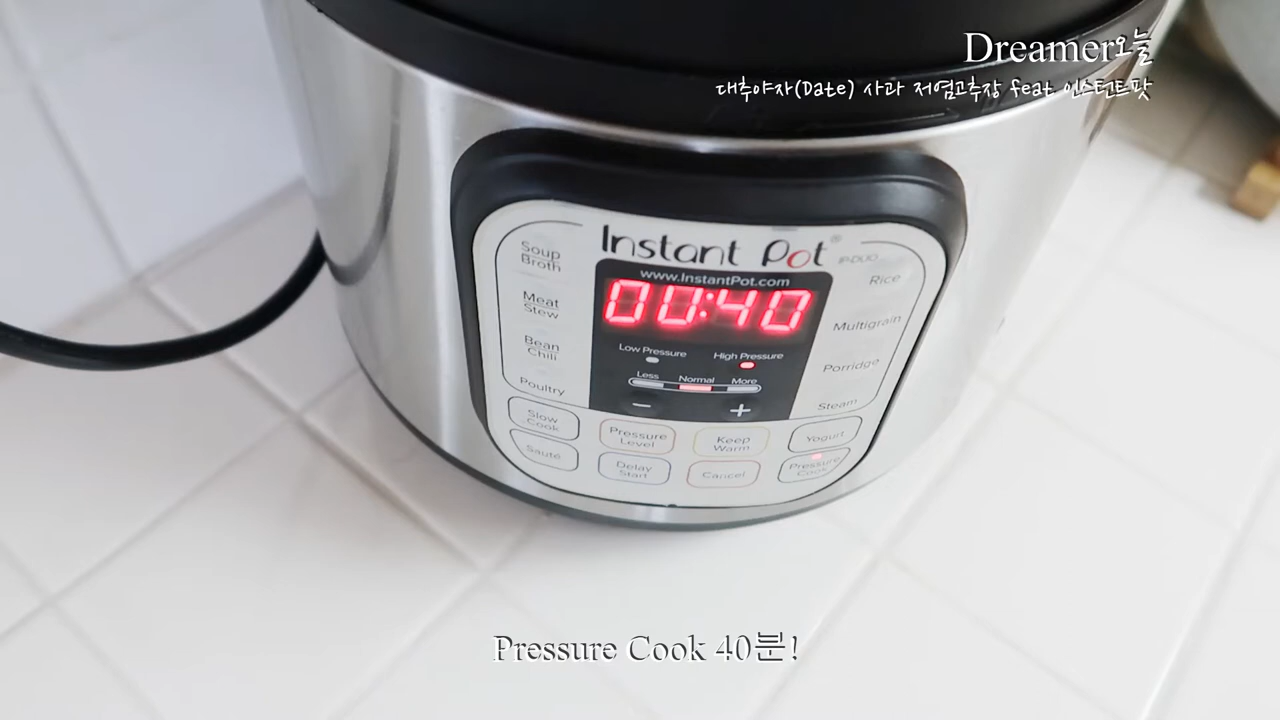 Dreamer오늘
대추야자(Date) 사과 저염고추장 feat. 인스턴트팟
Instant Pot®
IP-DUO
www.InstantPot.com
00:40
Low Pressure
High Pressure
Less
Normal
More
−
+
Soup
Broth
Meat
Stew
Bean
Chili
Poultry
Slow
Cook
Sauté
Rice
Multigrain
Porridge
Steam
Yogurt
Pressure
Cook
Pressure
Level
Keep
Warm
Delay
Start
Cancel
Pressure Cook 40분!